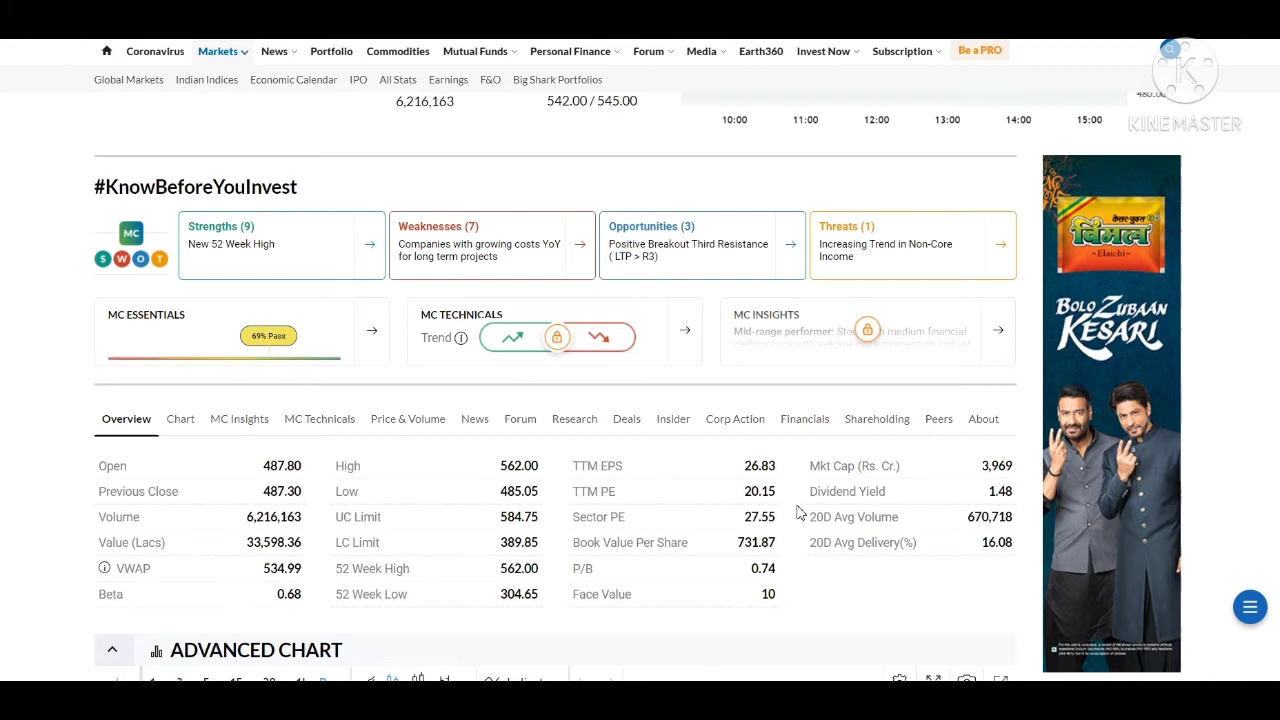 Coronavirus Markets News Portfolio Commodities Mutual Funds Personal Finance Forum Media Earth360 Invest Now Subscription Be a PRO
Global Markets Indian Indices Economic Calendar IPO All Stats Earnings F&O Big Shark Portfolios
K
KINEMASTER
6,216,163 542.00 / 545.00
480.00
10:00 11:00 12:00 13:00 14:00 15:00
#KnowBeforeYouInvest
MC
S W O T
Strengths (9)
New 52 Week High
Weaknesses (7)
Companies with growing costs YoY
for long term projects
Opportunities (3)
Positive Breakout Third Resistance
( LTP > R3)
Threats (1)
Increasing Trend in Non-Core
Income
MC ESSENTIALS
69% Pass
MC TECHNICALS
Trend
MC INSIGHTS
Mid-range performer: medium financial
Overview Chart MC Insights MC Technicals Price & Volume News Forum Research Deals Insider Corp Action Financials Shareholding Peers About
Open 487.80 High 562.00 TTM EPS 26.83 Mkt Cap (Rs. Cr.) 3,969
Previous Close 487.30 Low 485.05 TTM PE 20.15 Dividend Yield 1.48
Volume 6,216,163 UC Limit 584.75 Sector PE 27.55 20D Avg Volume 670,718
Value (Lacs) 33,598.36 LC Limit 389.85 Book Value Per Share 731.87 20D Avg Delivery(%) 16.08
VWAP 534.99 52 Week High 562.00 P/B 0.74
Beta 0.68 52 Week Low 304.65 Face Value 10
ADVANCED CHART
केसर-युक्त
विमल
Elaichi
BOLO ZUBAAN
KESARI